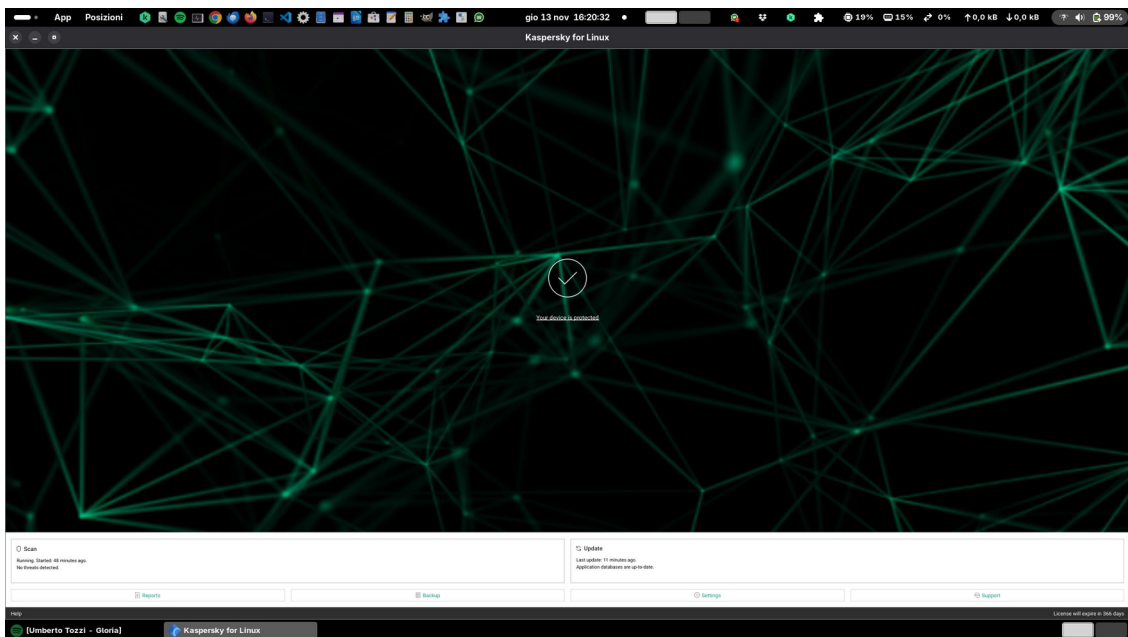 App Posizioni gio 13 nov 16:20:32 19% 15% 0% ↑0,0 kB ↓0,0 kB ? 99%
Kaspersky for Linux
Your device is protected
Scan
Running. Started: 48 minutes ago.
No threats detected.
Update
Last update: 11 minutes ago
Application databases are up-to-date.
Reports Backup Settings Support
Help License will expire in 366 days
[Umberto Tozzi - Gloria] Kaspersky for Linux